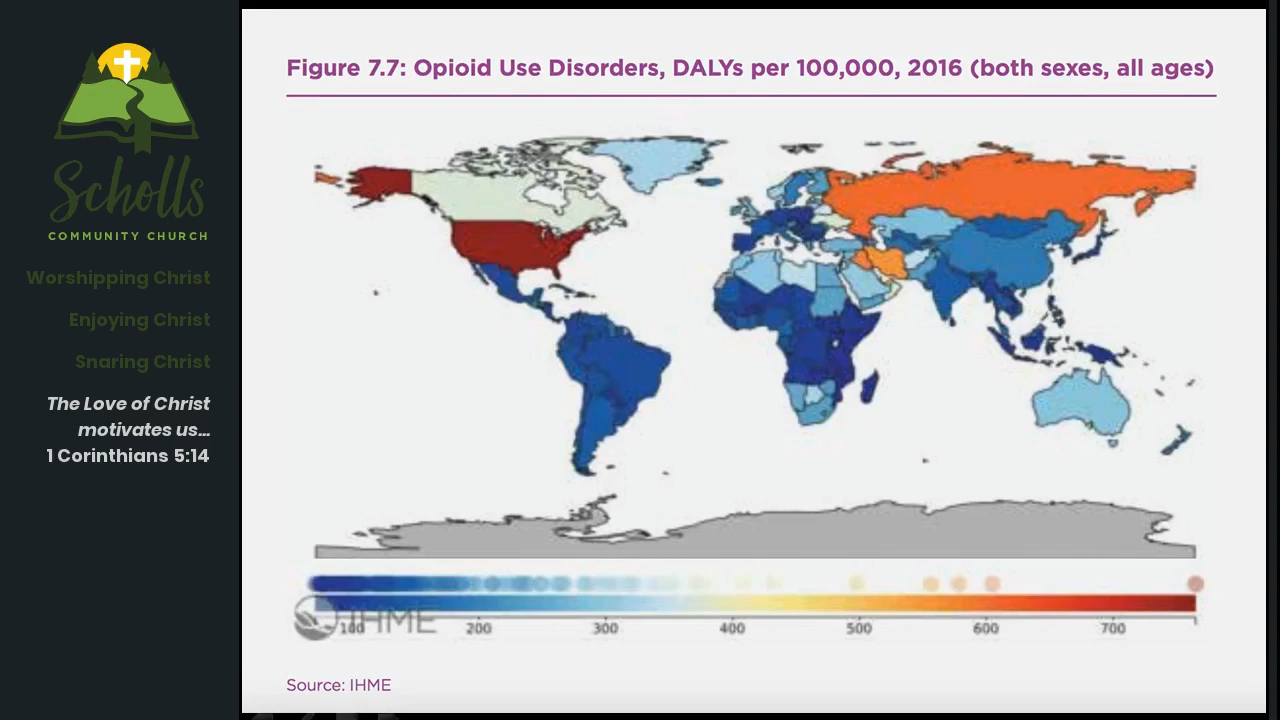 Scholls
COMMUNITY CHURCH
Worshipping Christ
Enjoying Christ
Snaring Christ
The Love of Christ
motivates us...
1 Corinthians 5:14
Figure 7.7: Opioid Use Disorders, DALYs per 100,000, 2016 (both sexes, all ages)
IHME
100 200 300 400 500 600 700
Source: IHME